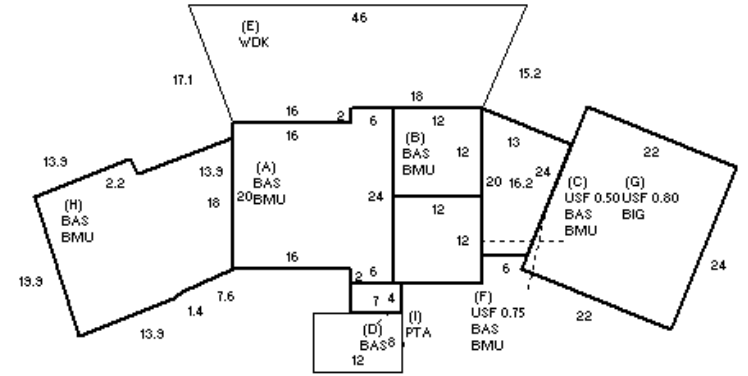 46
(E)
WDK
17.1
15.2
16
2
18
6
12
16
13
(B)
BAS
BMU
12
22
13.9
2.2
13.9
(A)
BAS
BMU
20
18
24
20
16.2
24
(C)
USF 0.50
BAS
BMU
(G)
USF 0.80
BIG
(H)
BAS
BMU
12
12
16
2
6
6
24
19.9
7.6
1.4
13.9
7
4
(I)
PTA
(F)
USF 0.75
BAS
BMU
22
(D)
BAS
8
12